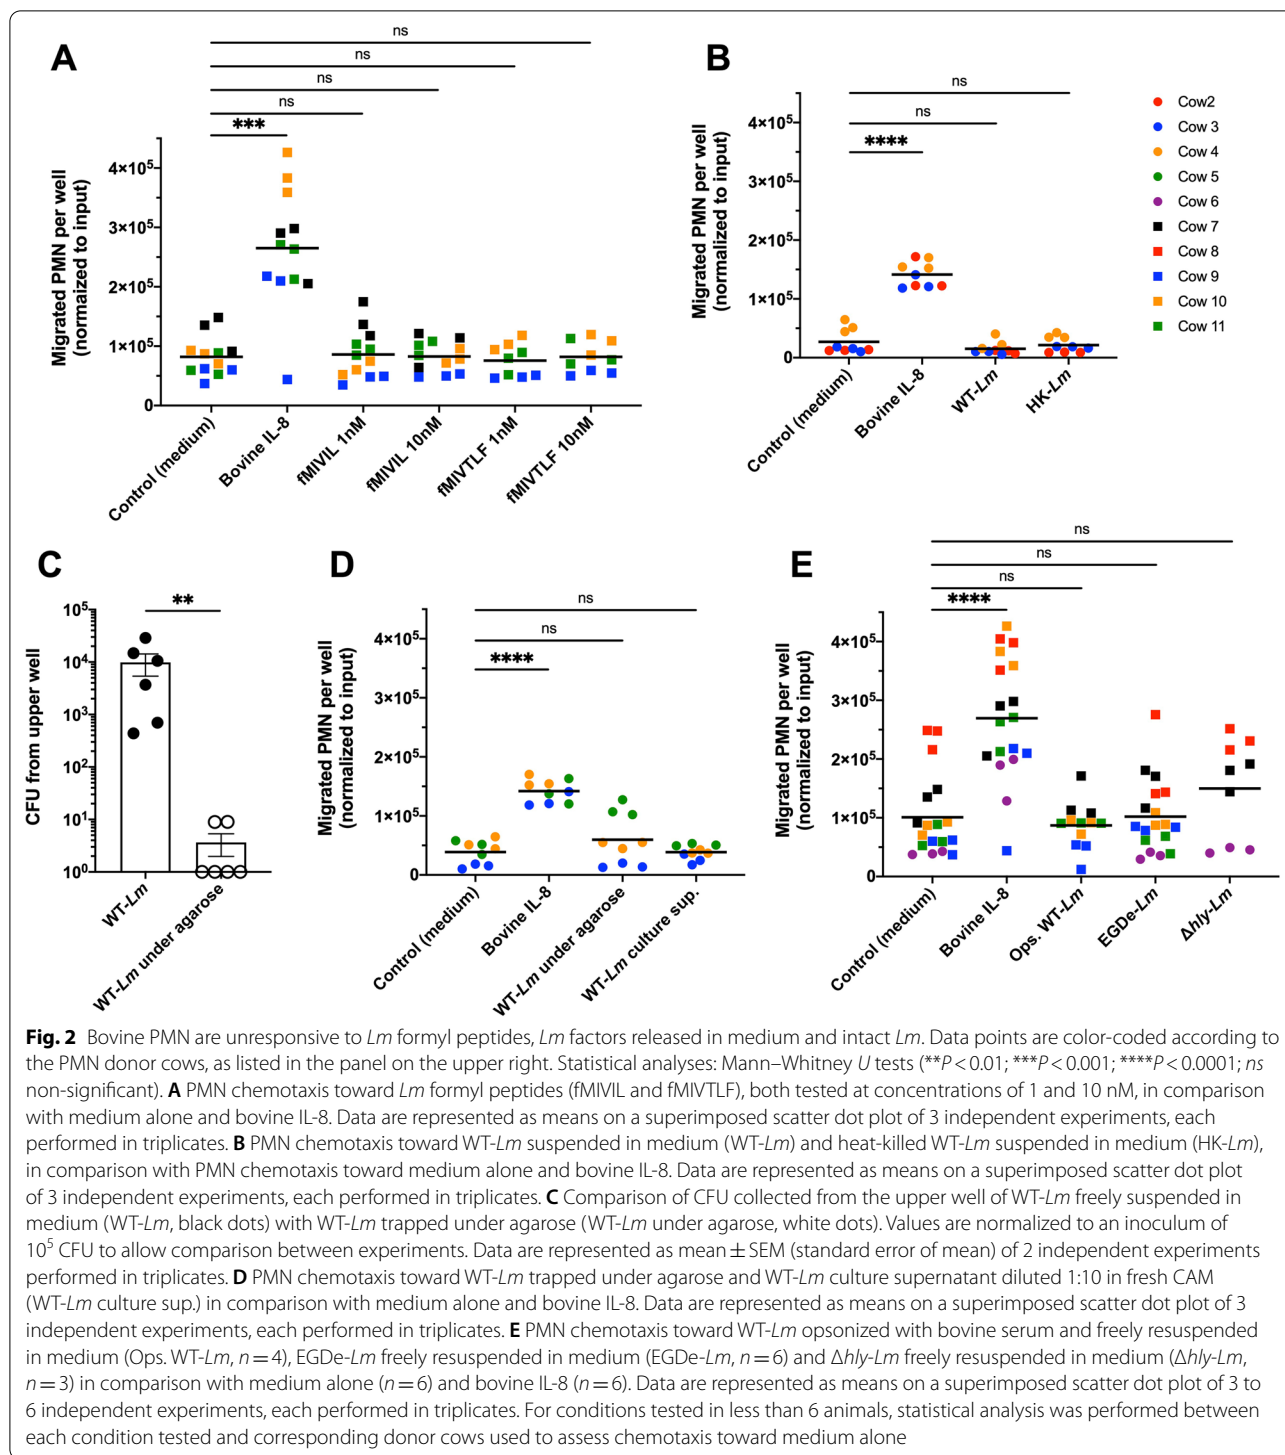 A
ns
ns
ns
ns
***
Migrated PMN per well
(normaized to input)
4×10⁵
3×10⁵
2×10⁵
1×10⁵
0
Control (medium)
Bovine IL-8
fMIVIL 1nM
fMIVIL 10nM
fMIVTLF 1nM
fMIVTLF 10nM
B
ns
ns
****
Migrated PMN per well
(normalized to input)
4×10⁵
3×10⁵
2×10⁵
1×10⁵
0
Control (medium)
Bovine IL-8
WT-Lm
HK-Lm
Cow2
Cow 3
Cow 4
Cow 5
Cow 6
Cow 7
Cow 8
Cow 9
Cow 10
Cow 11
C
**
CFU from upper well
10⁵
10⁴
10³
10²
10¹
10⁰
WT-Lm
WT-Lm under agarose
D
ns
ns
****
Migrated PMN per well
(normalized to input)
4×10⁵
3×10⁵
2×10⁵
1×10⁵
0
Control (medium)
Bovine IL-8
WT-Lm under agarose
WT-Lm culture sup.
E
ns
ns
ns
****
Migrated PMN per well
(normalized to input)
4×10⁵
3×10⁵
2×10⁵
1×10⁵
0
Control (medium)
Bovine IL-8
Ops. WT-Lm
EGDe-Lm
Δhly-Lm
Fig. 2 Bovine PMN are unresponsive to Lm formyl peptides, Lm factors released in medium and intact Lm. Data points are color-coded according to
the PMN donor cows, as listed in the panel on the upper right. Statistical analyses: Mann–Whitney U tests (**P < 0.01; ***P < 0.001; ****P < 0.0001; ns
non-significant). A PMN chemotaxis toward Lm formyl peptides (fMIVIL and fMIVTLF), both tested at concentrations of 1 and 10 nM, in comparison
with medium alone and bovine IL-8. Data are represented as means on a superimposed scatter dot plot of 3 independent experiments, each
performed in triplicates. B PMN chemotaxis toward WT-Lm suspended in medium (WT-Lm) and heat-killed WT-Lm suspended in medium (HK-Lm),
in comparison with PMN chemotaxis toward medium alone and bovine IL-8. Data are represented as means on a superimposed scatter dot plot
of 3 independent experiments, each performed in triplicates. C Comparison of CFU collected from the upper well of WT-Lm freely suspended in
medium (WT-Lm, black dots) with WT-Lm trapped under agarose (WT-Lm under agarose, white dots). Values are normalized to an inoculum of
10⁵ CFU to allow comparison between experiments. Data are represented as mean ± SEM (standard error of mean) of 2 independent experiments
performed in triplicates. D PMN chemotaxis toward WT-Lm trapped under agarose and WT-Lm culture supernatant diluted 1:10 in fresh CAM
(WT-Lm culture sup.) in comparison with medium alone and bovine IL-8. Data are represented as means on a superimposed scatter dot plot of 3
independent experiments, each performed in triplicates. E PMN chemotaxis toward WT-Lm opsonized with bovine serum and freely resuspended
in medium (Ops. WT-Lm, n = 4), EGDe-Lm freely resuspended in medium (EGDe-Lm, n = 6) and Δhly-Lm freely resuspended in medium (Δhly-Lm,
n = 3) in comparison with medium alone (n = 6) and bovine IL-8 (n = 6). Data are represented as means on a superimposed scatter dot plot of 3 to
6 independent experiments, each performed in triplicates. For conditions tested in less than 6 animals, statistical analysis was performed between
each condition tested and corresponding donor cows used to assess chemotaxis toward medium alone